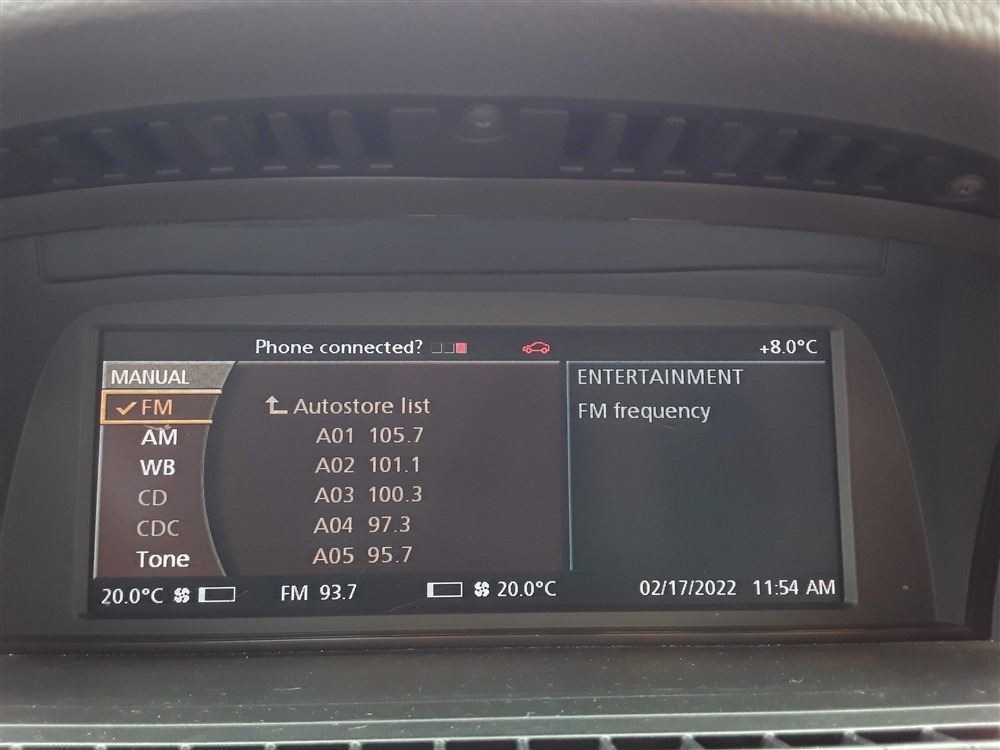 Phone connected? +8.0°C
MANUAL
FM
AM
WB
CD
CDC
Tone
Autostore list
A01 105.7
A02 101.1
A03 100.3
A04 97.3
A05 95.7
ENTERTAINMENT
FM frequency
20.0°C FM 93.7 20.0°C 02/17/2022 11:54 AM